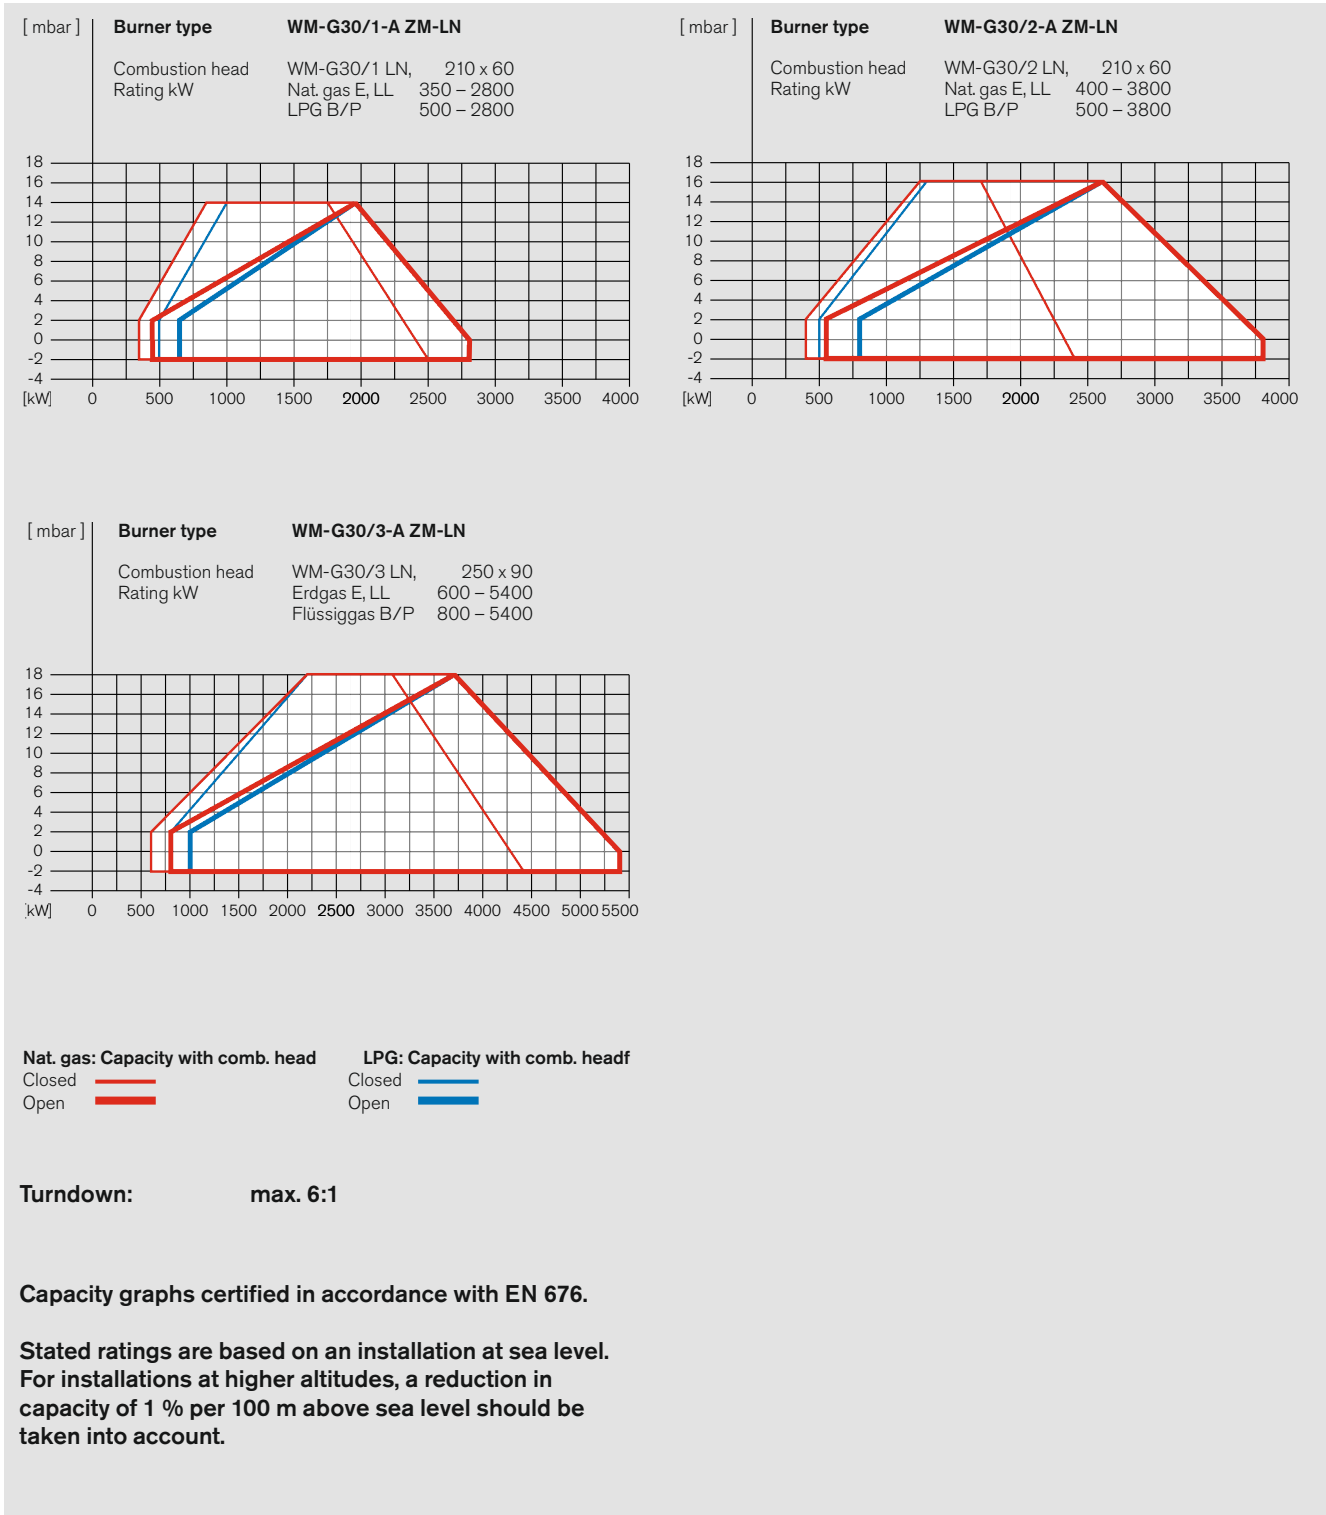 [ mbar ] Burner type WM-G30/1-A ZM-LN
Combustion head WM-G30/1 LN, 210 x 60
Rating kW Nat. gas E, LL 350 – 2800
LPG B/P 500 – 2800
18
16
14
12
10
8
6
4
2
0
-2
-4
[kW] 0 500 1000 1500 2000 2500 3000 3500 4000
[ mbar ] Burner type WM-G30/2-A ZM-LN
Combustion head WM-G30/2 LN, 210 x 60
Rating kW Nat. gas E, LL 400 – 3800
LPG B/P 500 – 3800
18
16
14
12
10
8
6
4
2
0
-2
-4
[kW] 0 500 1000 1500 2000 2500 3000 3500 4000
[ mbar ] Burner type WM-G30/3-A ZM-LN
Combustion head WM-G30/3 LN, 250 x 90
Rating kW Erdgas E, LL 600 – 5400
Flüssiggas B/P 800 – 5400
18
16
14
12
10
8
6
4
2
0
-2
-4
[kW] 0 500 1000 1500 2000 2500 3000 3500 4000 4500 5000 5500
Nat. gas: Capacity with comb. head LPG: Capacity with comb. headf
Closed Closed
Open Open
Turndown: max. 6:1
Capacity graphs certified in accordance with EN 676.
Stated ratings are based on an installation at sea level.
For installations at higher altitudes, a reduction in
capacity of 1 % per 100 m above sea level should be
taken into account.